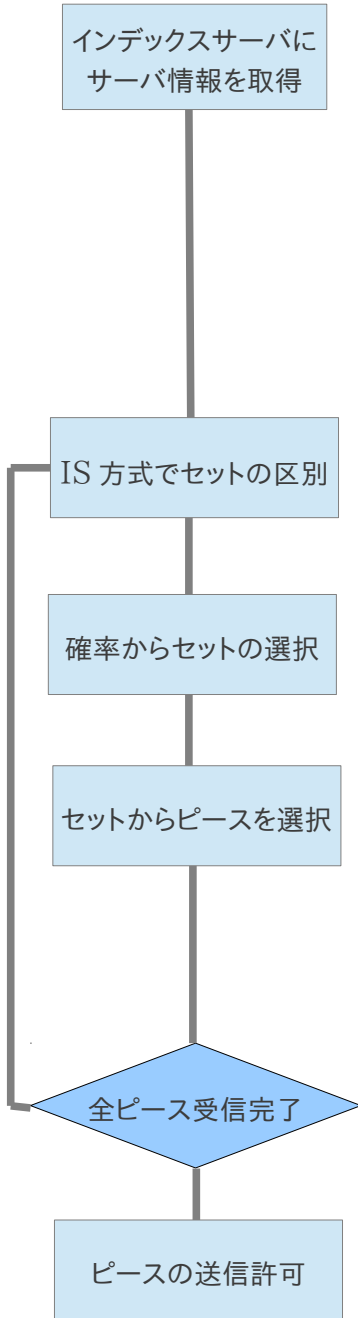 インデックスサーバに
サーバ情報を取得
IS 方式でセットの区別
確率からセットの選択
セットからピースを選択
全ピース受信完了
ピースの送信許可